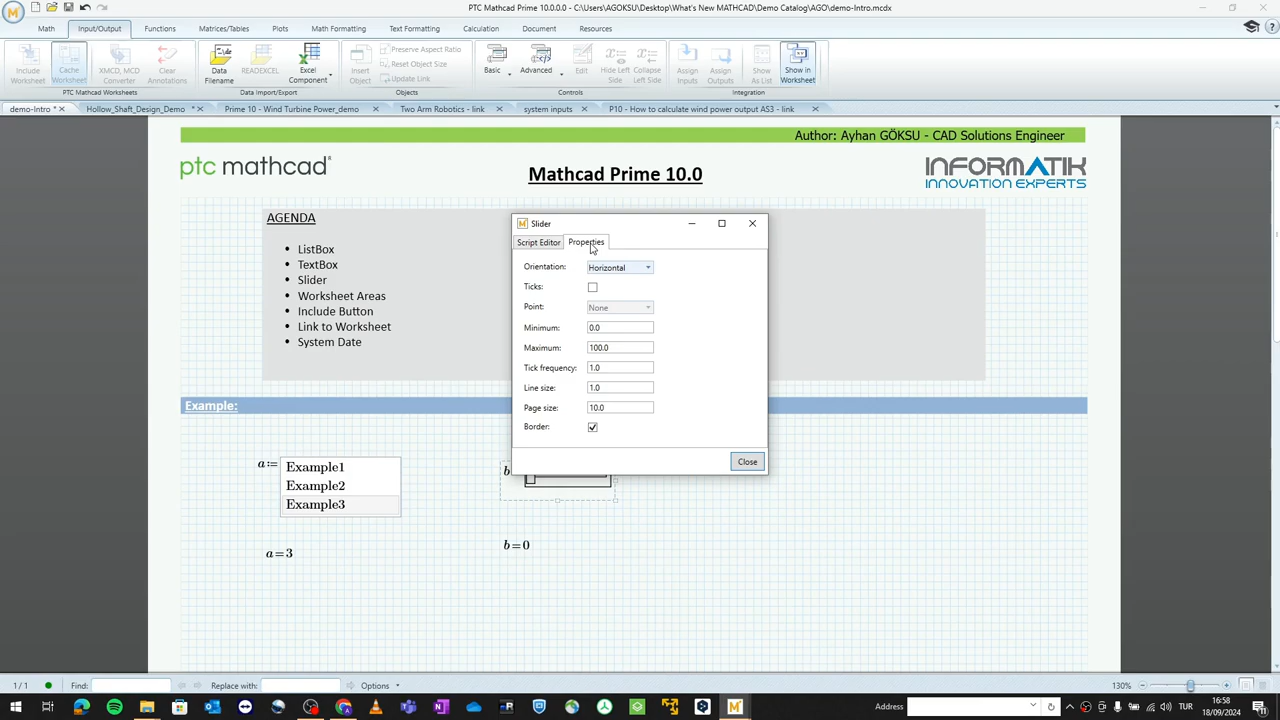 PTC Mathcad Prime 10.0.0.0 - C:\Users\AGOKSU\Desktop\What's New MATHCAD\Demo Catalog\AGO\demo-Intro.mcdx
Math Input/Output Functions Matrices/Tables Plots Math Formatting Text Formatting Calculation Document Resources
Include Worksheet
Cache Worksheet
XMCD, MCD Converter
Clear Annotations
PTC Mathcad Worksheets
Data Filename
READEXCEL
Excel Component
Data Import/Export
Insert Object
Preserve Aspect Ratio
Reset Object Size
Update Link
Objects
Basic
Advanced
Edit
Hide Left Side
Collapse Left
Controls
Assign Inputs
Assign Outputs
Show As List
Show in Worksheet
Integration
demo-Intro * Hollow_Shaft_Design_Demo * Prime 10 - Wind Turbine Power_demo Two Arm Robotics - link system inputs P10 - How to calculate wind power output AS3 - link
Author: Ayhan GÖKSU - CAD Solutions Engineer
ptc mathcad®
Mathcad Prime 10.0
INFORMATIK
INNOVATION EXPERTS
AGENDA
• ListBox
• TextBox
• Slider
• Worksheet Areas
• Include Button
• Link to Worksheet
• System Date
Slider
Script Editor Properties
Orientation: Horizontal
Ticks:
Point: None
Minimum: 0.0
Maximum: 100.0
Tick frequency: 1.0
Line size: 1.0
Page size: 10.0
Border:
Close
Example:
a:= Example1
Example2
Example3
b
a=3
b=0
1 / 1 Find: Replace with: Options 130%
Address
TUR
16:58
18/09/2024